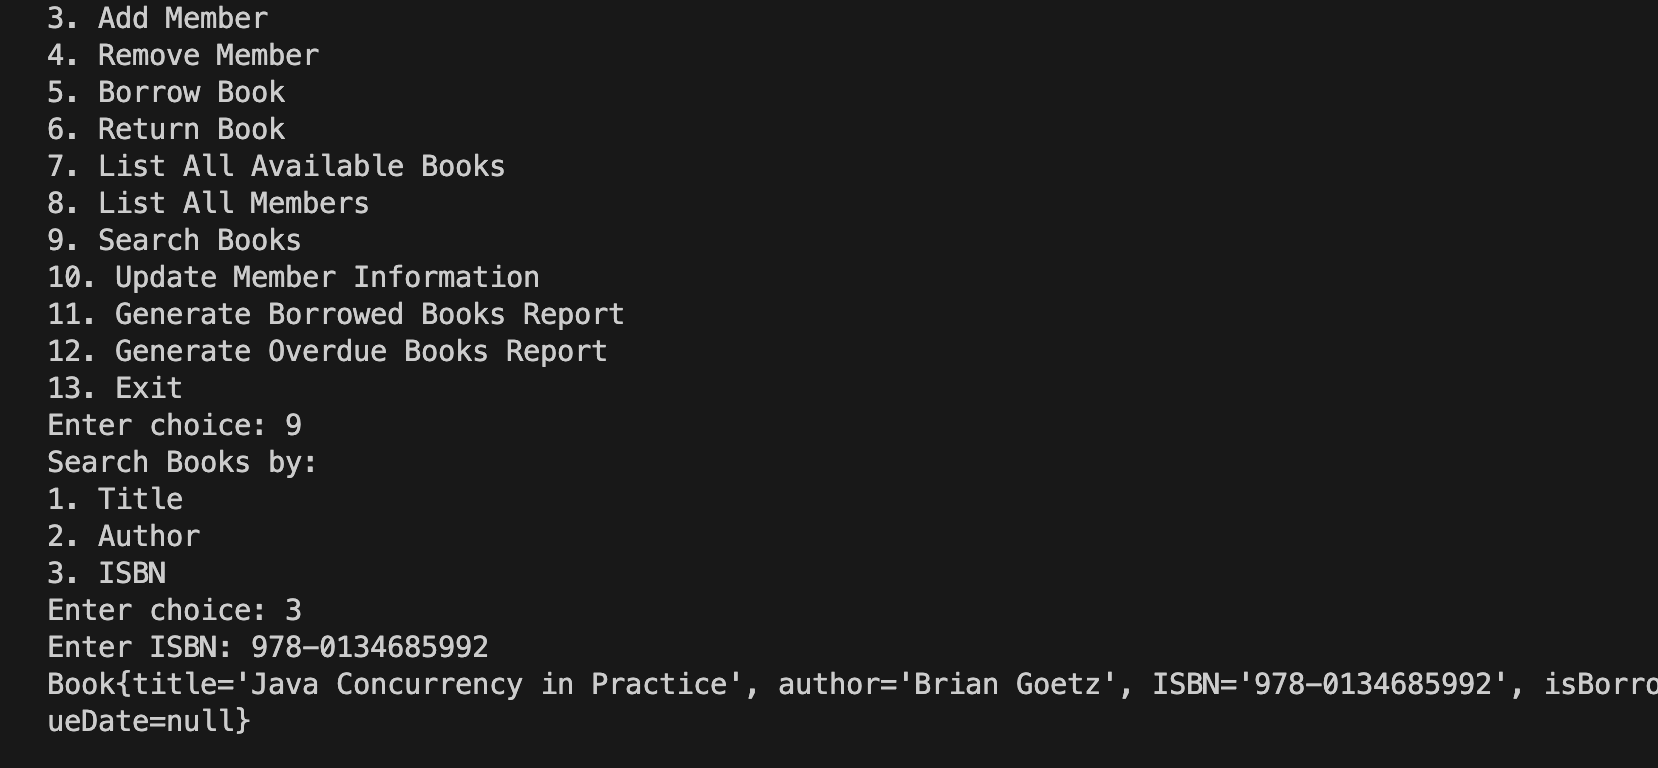 3. Add Member
4. Remove Member
5. Borrow Book
6. Return Book
7. List All Available Books
8. List All Members
9. Search Books
10. Update Member Information
11. Generate Borrowed Books Report
12. Generate Overdue Books Report
13. Exit
Enter choice: 9
Search Books by:
1. Title
2. Author
3. ISBN
Enter choice: 3
Enter ISBN: 978-0134685992
Book{title='Java Concurrency in Practice', author='Brian Goetz', ISBN='978-0134685992', isBorro
ueDate=null}